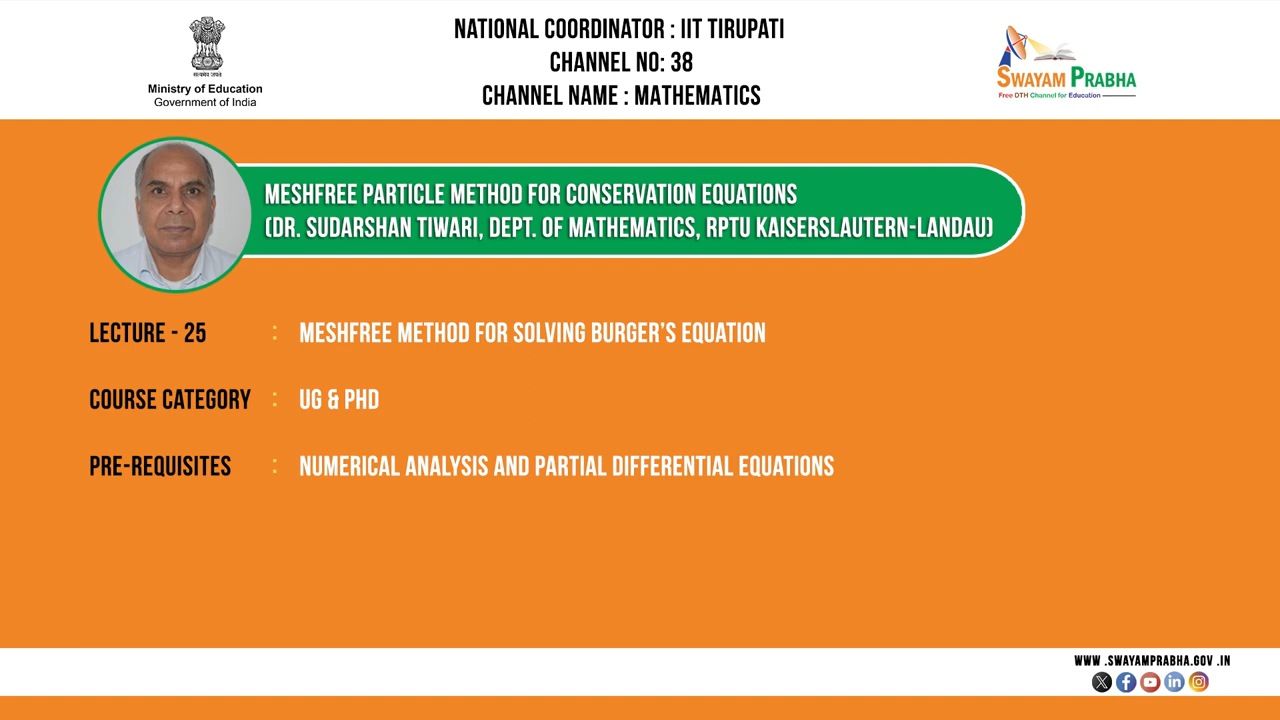 सत्यमेव जयते
Ministry of Education
Government of India
NATIONAL COORDINATOR : IIT TIRUPATI
CHANNEL NO: 38
CHANNEL NAME : MATHEMATICS
SWAYAM PRABHA
Free DTH Channel for Education
MESHFREE PARTICLE METHOD FOR CONSERVATION EQUATIONS
(DR. SUDARSHAN TIWARI, DEPT. OF MATHEMATICS, RPTU KAISERSLAUTERN-LANDAU)
LECTURE - 25 : MESHFREE METHOD FOR SOLVING BURGER'S EQUATION
COURSE CATEGORY : UG & PHD
PRE-REQUISITES : NUMERICAL ANALYSIS AND PARTIAL DIFFERENTIAL EQUATIONS
WWW .SWAYAMPRABHA.GOV .IN